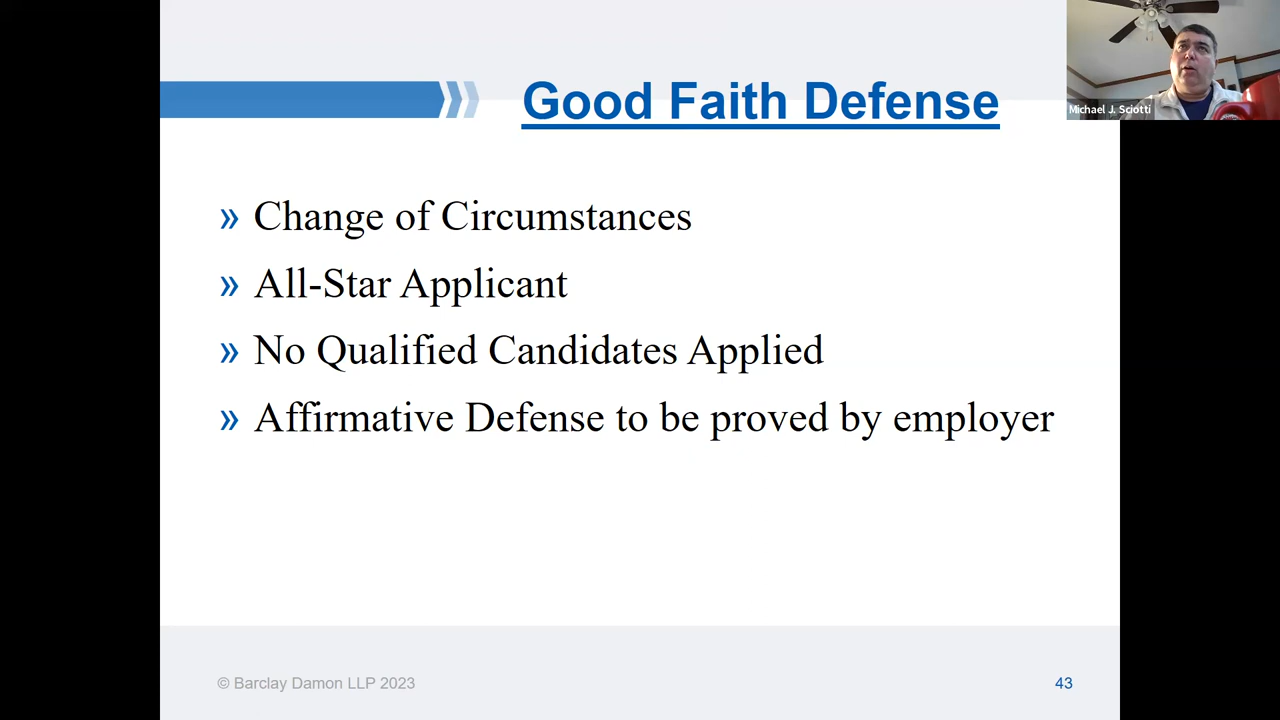 Good Faith Defense
Michael J. Sciotti
» Change of Circumstances
» All-Star Applicant
» No Qualified Candidates Applied
» Affirmative Defense to be proved by employer
© Barclay Damon LLP 2023
43